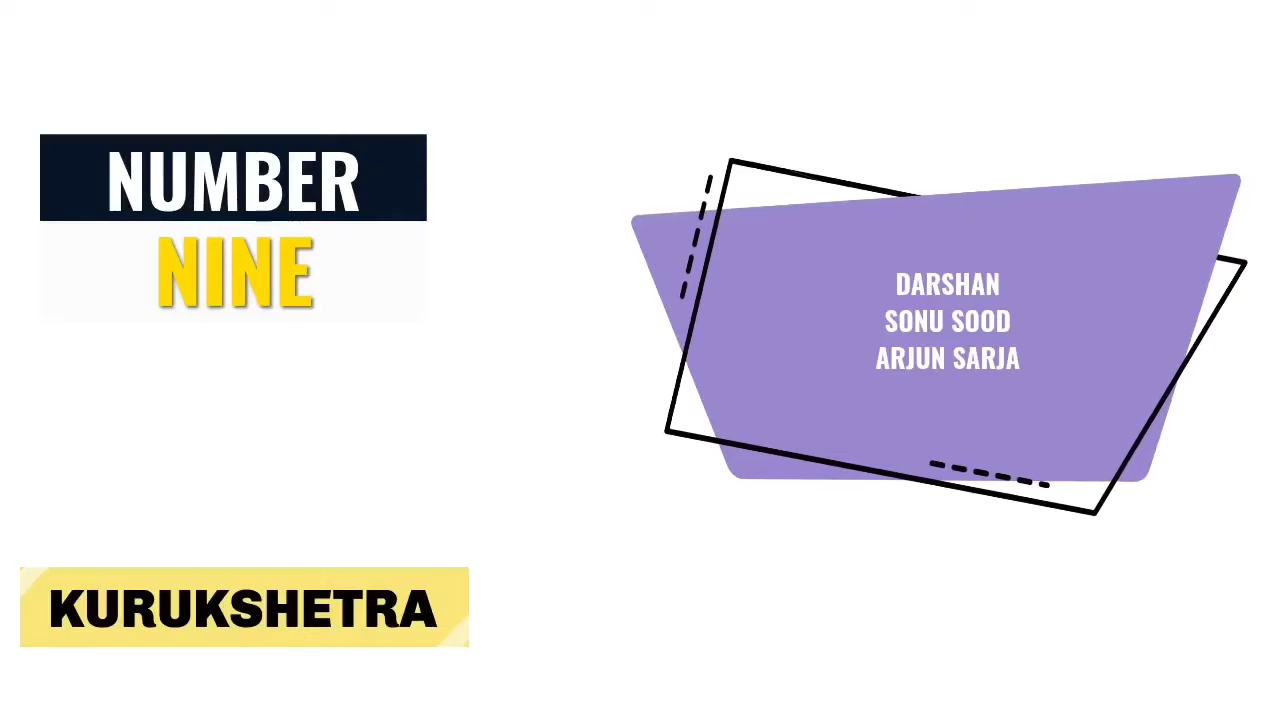 NUMBER
NINE
DARSHAN
SONU SOOD
ARJUN SARJA
KURUKSHETRA